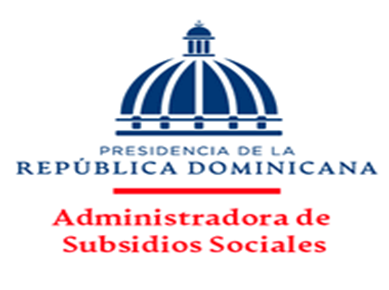 PRESIDENCIA DE LA
REPÚBLICA DOMINICANA
Administradora de
Subsidios Sociales